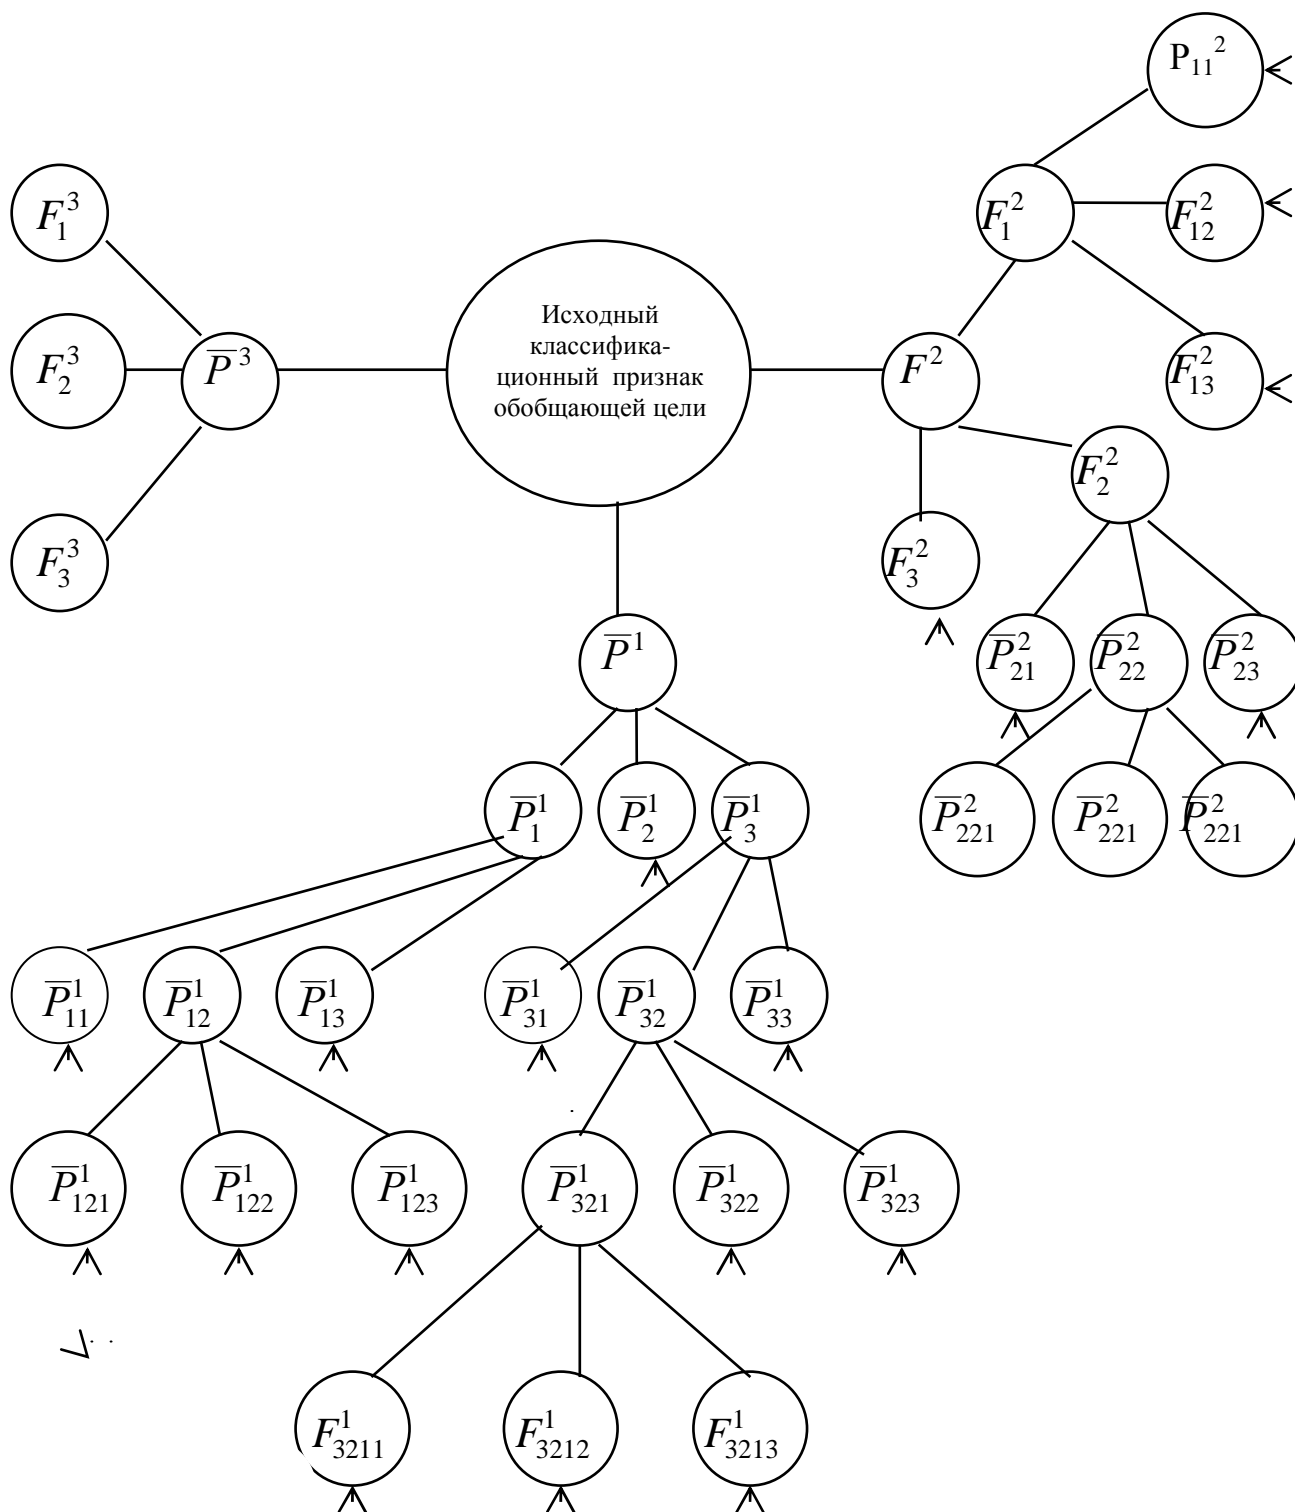 P₁₁²
F₁³
F₁²
F₁₂²
Исходный
классифика-
ционный признак
обобщающей цели
F₂³
P̅³
F²
F₁₃²
F₂²
F₃³
F₃²
P̅¹
P̅₂₁²
P̅₂₂²
P̅₂₃²
P̅₁¹
P̅₂¹
P̅₃¹
P̅₂₂₁²
P̅₂₂₁²
P̅₂₂₁²
P̅₁₁¹
P̅₁₂¹
P̅₁₃¹
P̅₃₁¹
P̅₃₂¹
P̅₃₃¹
P̅₁₂₁¹
P̅₁₂₂¹
P̅₁₂₃¹
P̅₃₂₁¹
P̅₃₂₂¹
P̅₃₂₃¹
F₃₂₁₁¹
F₃₂₁₂¹
F₃₂₁₃¹